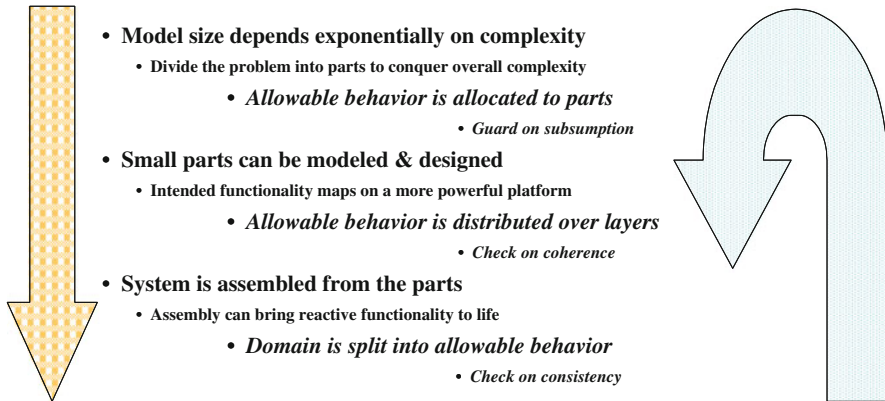 • Model size depends exponentially on complexity
• Divide the problem into parts to conquer overall complexity
• Allowable behavior is allocated to parts
• Guard on subsumption
• Small parts can be modeled & designed
• Intended functionality maps on a more powerful platform
• Allowable behavior is distributed over layers
• Check on coherence
• System is assembled from the parts
• Assembly can bring reactive functionality to life
• Domain is split into allowable behavior
• Check on consistency